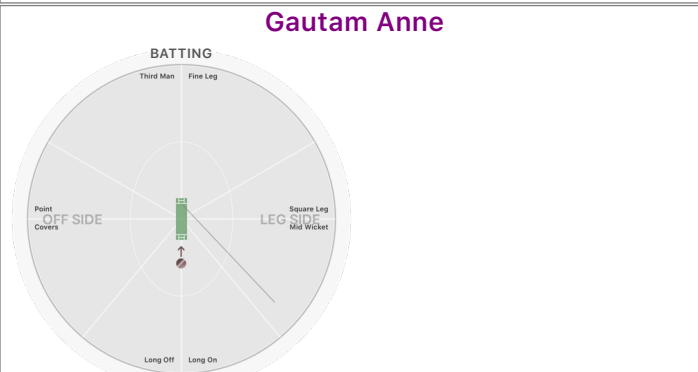 Gautam Anne
BATTING
Third Man Fine Leg
Point Square Leg
OFF SIDE LEG SIDE
Covers Mid Wicket
Long Off Long On